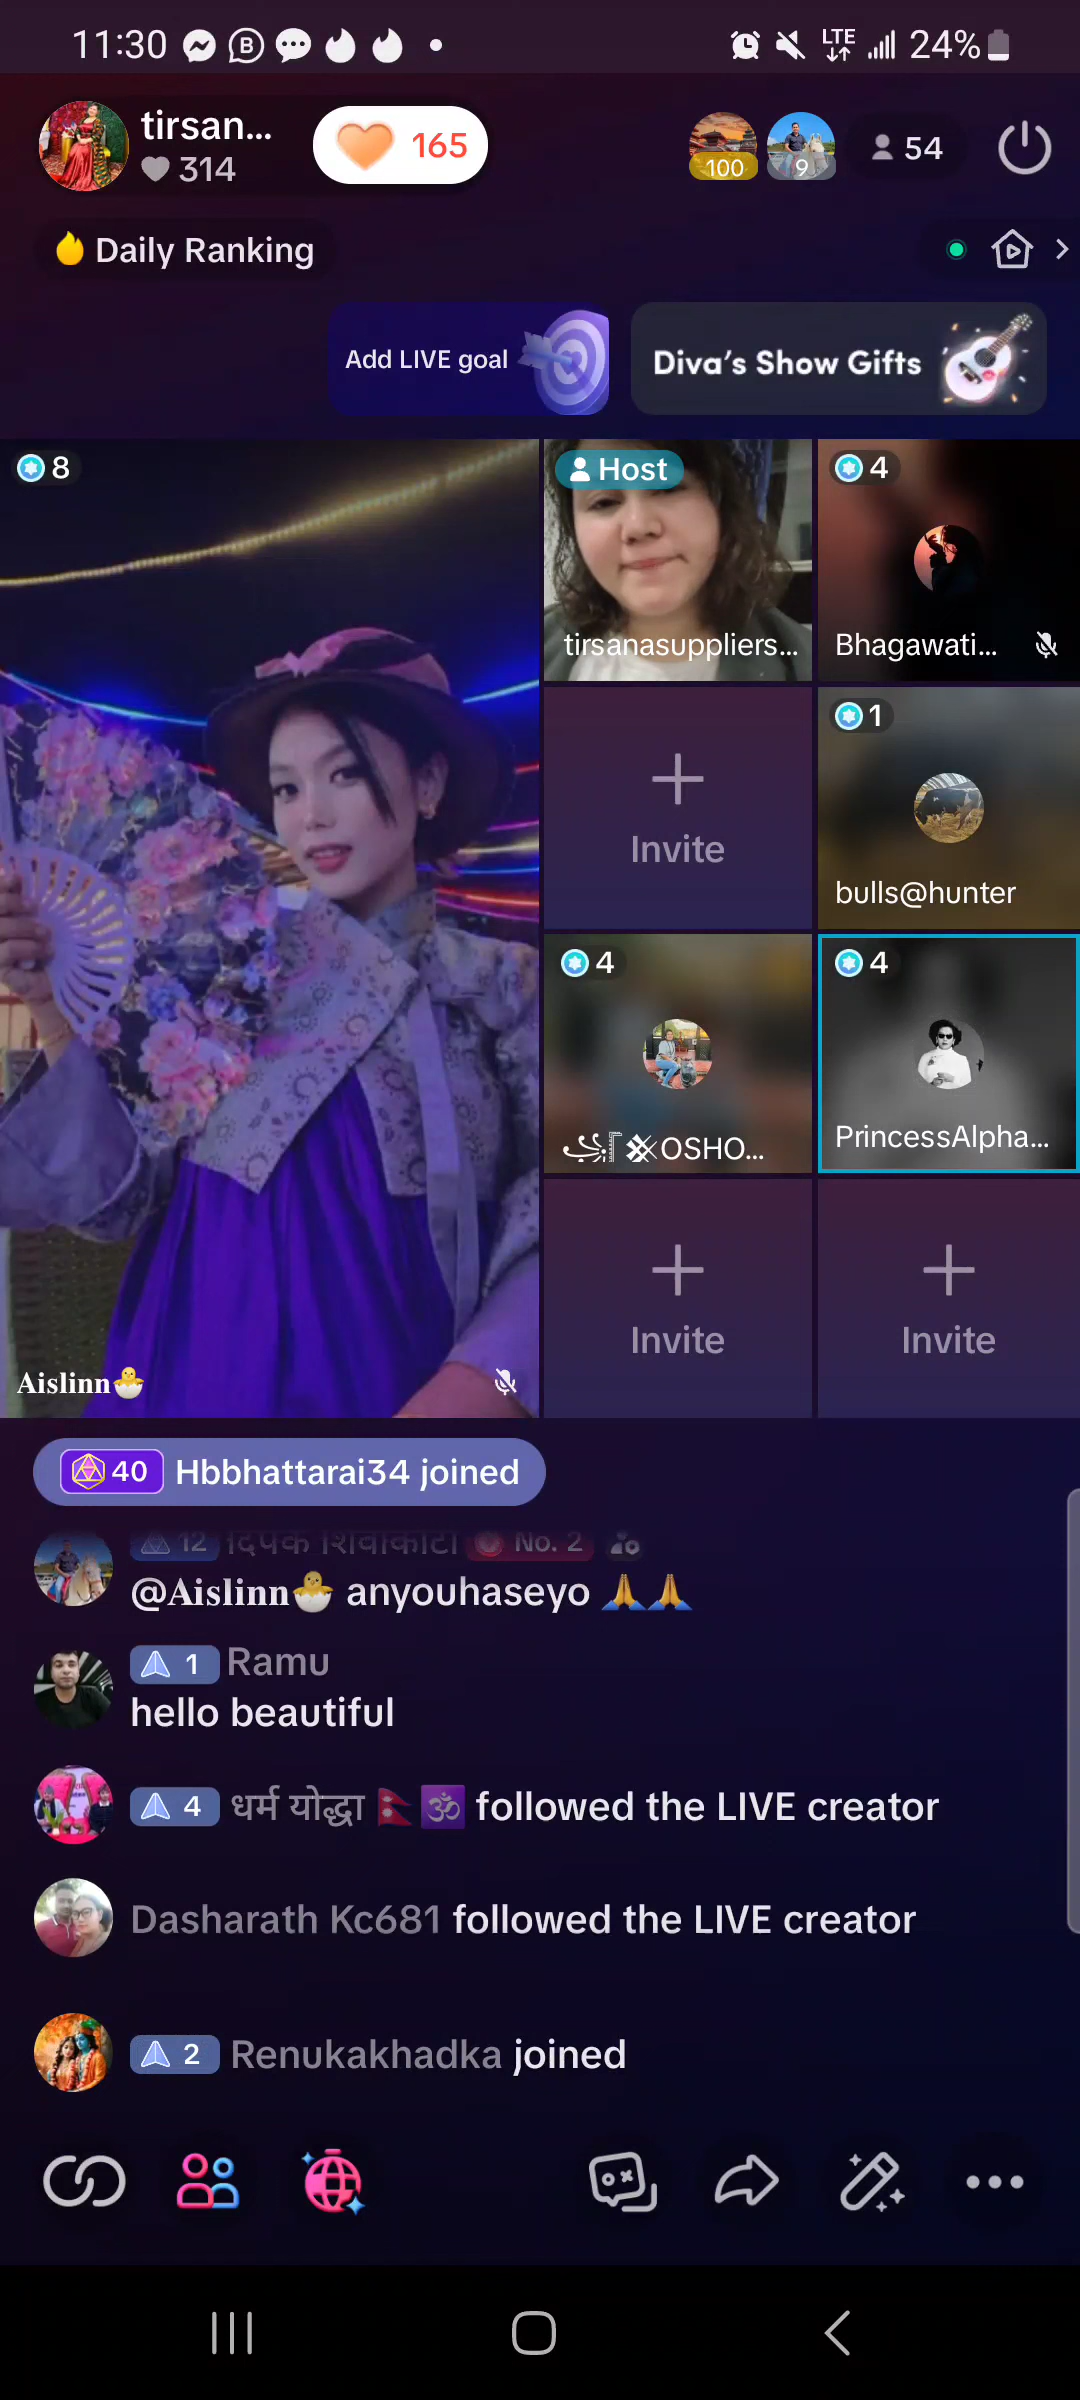 11:30
LTE
24%
tirsan...
314
165
100
9
54
Daily Ranking
Add LIVE goal
Diva's Show Gifts
8
Host
tirsanasuppliers...
4
Bhagawati...
Invite
1
bulls@hunter
4
OSHO...
4
PrincessAlpha...
Invite
Invite
Aislinn🐣
40 Hbbhattarai34 joined
12 दिपक शिवाकोटी No. 2
@Aislinn🐣 anyouhaseyo 🙏🙏
1 Ramu
hello beautiful
4 धर्म योद्धा 🇳🇵🕉 followed the LIVE creator
Dasharath Kc681 followed the LIVE creator
2 Renukakhadka joined